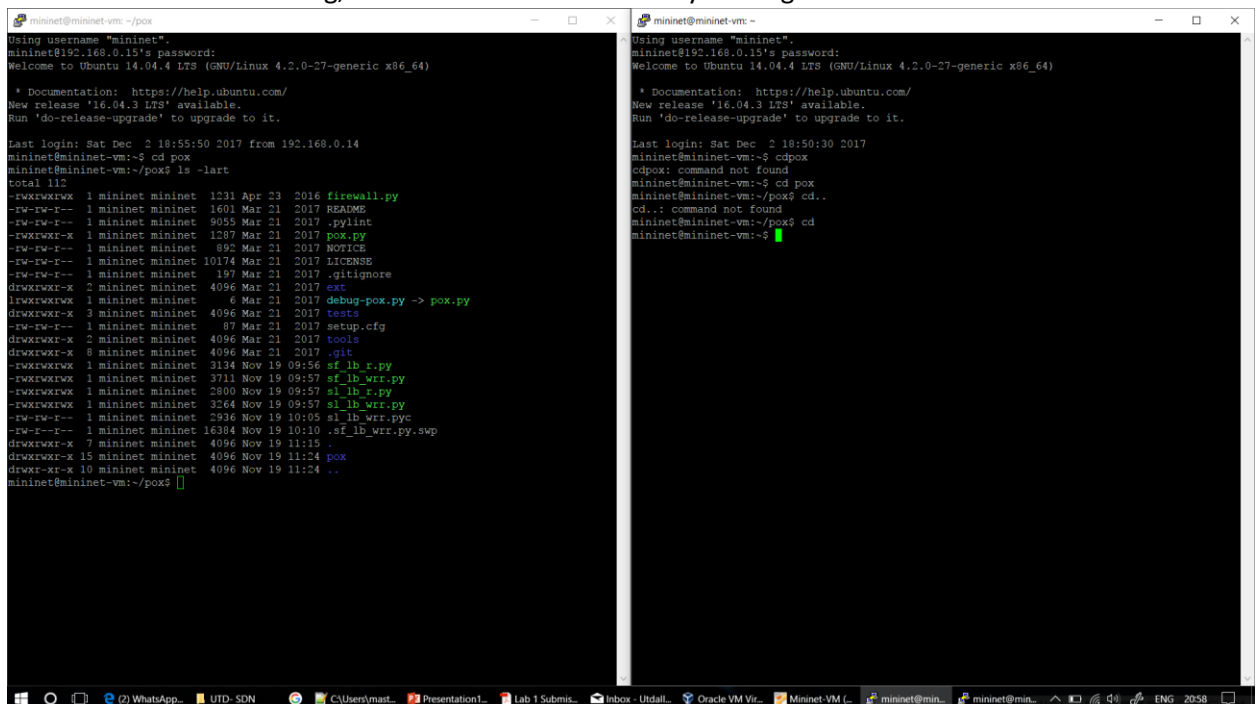 mininet@mininet-vm: ~/pox
Using username "mininet".
mininet@192.168.0.15's password:
Welcome to Ubuntu 14.04.4 LTS (GNU/Linux 4.2.0-27-generic x86_64)
* Documentation: https://help.ubuntu.com/
New release '16.04.3 LTS' available.
Run 'do-release-upgrade' to upgrade to it.
Last login: Sat Dec 2 18:55:50 2017 from 192.168.0.14
mininet@mininet-vm:~$ cd pox
mininet@mininet-vm:~/pox$ ls -lart
total 112
-rwxrwxrwx 1 mininet mininet 1231 Apr 23 2016 firewall.py
-rw-rw-r-- 1 mininet mininet 1601 Mar 21 2017 README
-rw-rw-r-- 1 mininet mininet 9055 Mar 21 2017 .pylint
-rwxrwxr-x 1 mininet mininet 1287 Mar 21 2017 pox.py
-rw-rw-r-- 1 mininet mininet 892 Mar 21 2017 NOTICE
-rw-rw-r-- 1 mininet mininet 10174 Mar 21 2017 LICENSE
-rw-rw-r-- 1 mininet mininet 197 Mar 21 2017 .gitignore
drwxrwxr-x 2 mininet mininet 4096 Mar 21 2017 ext
lrwxrwxrwx 1 mininet mininet 6 Mar 21 2017 debug-pox.py -> pox.py
drwxrwxr-x 3 mininet mininet 4096 Mar 21 2017 tests
-rw-rw-r-- 1 mininet mininet 87 Mar 21 2017 setup.cfg
drwxrwxr-x 2 mininet mininet 4096 Mar 21 2017 tools
drwxrwxr-x 8 mininet mininet 4096 Mar 21 2017 .git
-rwxrwxrwx 1 mininet mininet 3134 Nov 19 09:56 sf_lb_r.py
-rwxrwxrwx 1 mininet mininet 3711 Nov 19 09:57 sf_lb_wrr.py
-rwxrwxrwx 1 mininet mininet 2800 Nov 19 09:57 sl_lb_r.py
-rwxrwxrwx 1 mininet mininet 3264 Nov 19 09:57 sl_lb_wrr.py
-rw-rw-r-- 1 mininet mininet 2936 Nov 19 10:05 sl_lb_wrr.pyc
-rw-r--r-- 1 mininet mininet 16384 Nov 19 10:10 .sf_lb_wrr.py.swp
drwxrwxr-x 7 mininet mininet 4096 Nov 19 11:15 .
drwxrwxr-x 15 mininet mininet 4096 Nov 19 11:24 pox
drwxr-xr-x 10 mininet mininet 4096 Nov 19 11:24 ..
mininet@mininet-vm:~/pox$
mininet@mininet-vm: ~
Using username "mininet".
mininet@192.168.0.15's password:
Welcome to Ubuntu 14.04.4 LTS (GNU/Linux 4.2.0-27-generic x86_64)
* Documentation: https://help.ubuntu.com/
New release '16.04.3 LTS' available.
Run 'do-release-upgrade' to upgrade to it.
Last login: Sat Dec 2 18:50:30 2017
mininet@mininet-vm:~$ cdpox
cdpox: command not found
mininet@mininet-vm:~$ cd pox
mininet@mininet-vm:~/pox$ cd..
cd..: command not found
mininet@mininet-vm:~/pox$ cd
mininet@mininet-vm:~$
(2) WhatsApp... UTD- SDN C:\Users\mast... Presentation1... Lab 1 Submis... Inbox - Utdall... Oracle VM Vir... Mininet-VM (... mininet@min... mininet@min... ENG 20:58